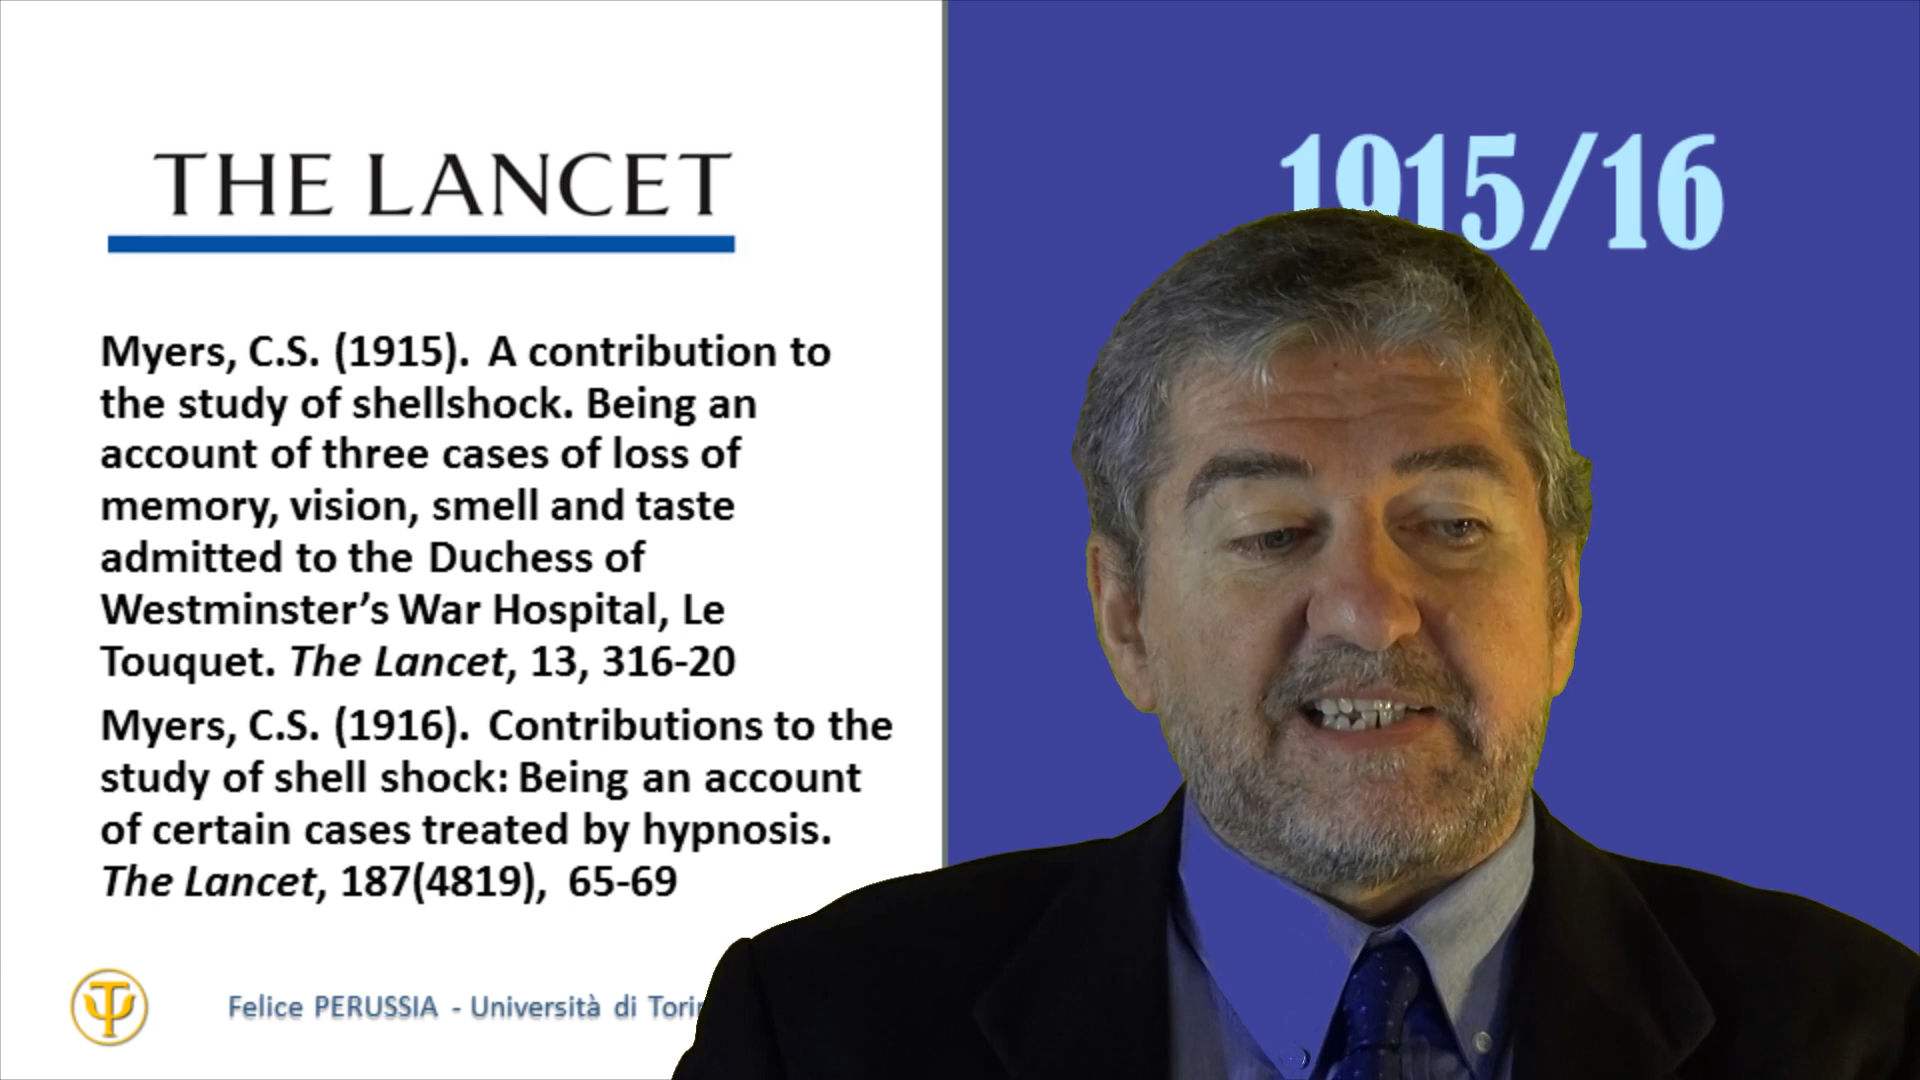 THE LANCET
1915/16
Myers, C.S. (1915). A contribution to
the study of shellshock. Being an
account of three cases of loss of
memory, vision, smell and taste
admitted to the Duchess of
Westminster’s War Hospital, Le
Touquet. The Lancet, 13, 316-20
Myers, C.S. (1916). Contributions to the
study of shell shock: Being an account
of certain cases treated by hypnosis.
The Lancet, 187(4819), 65-69
Felice PERUSSIA - Università di